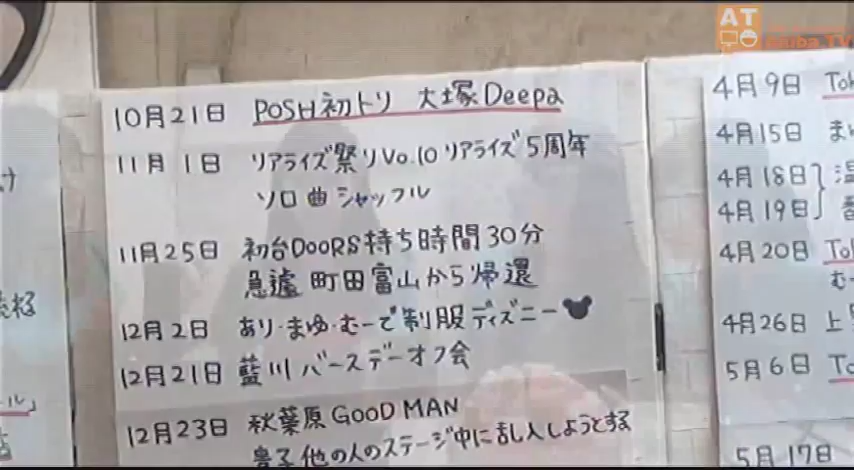 AT
Akiba TV
10月21日 POSH初トリ 大塚Deepa
11月1日 リアライズ祭りVo.10リアライズ5周年
ソロ曲シャッフル
11月25日 初台DOORS持ち時間30分
急遽 町田富山から帰還
12月2日 あり・まゆ・むーで制服ディズニー
12月21日 藍川バースデーオフ会
12月23日 秋葉原GOODMAN
他の人のステージ中に乱入しようとする
4月9日
4月15日
4月18日
4月19日
4月20日
4月26日
5月6日
5月17日